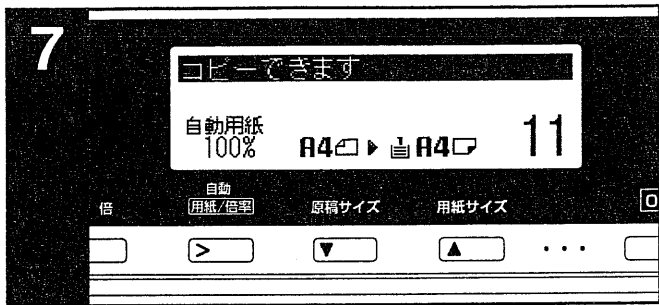 7
コピーできます
自動用紙
100%
A4 ▶ 1 A4
11
倍
自動
用紙/倍率
原稿サイズ
用紙サイズ
>
▼
▲
・・・